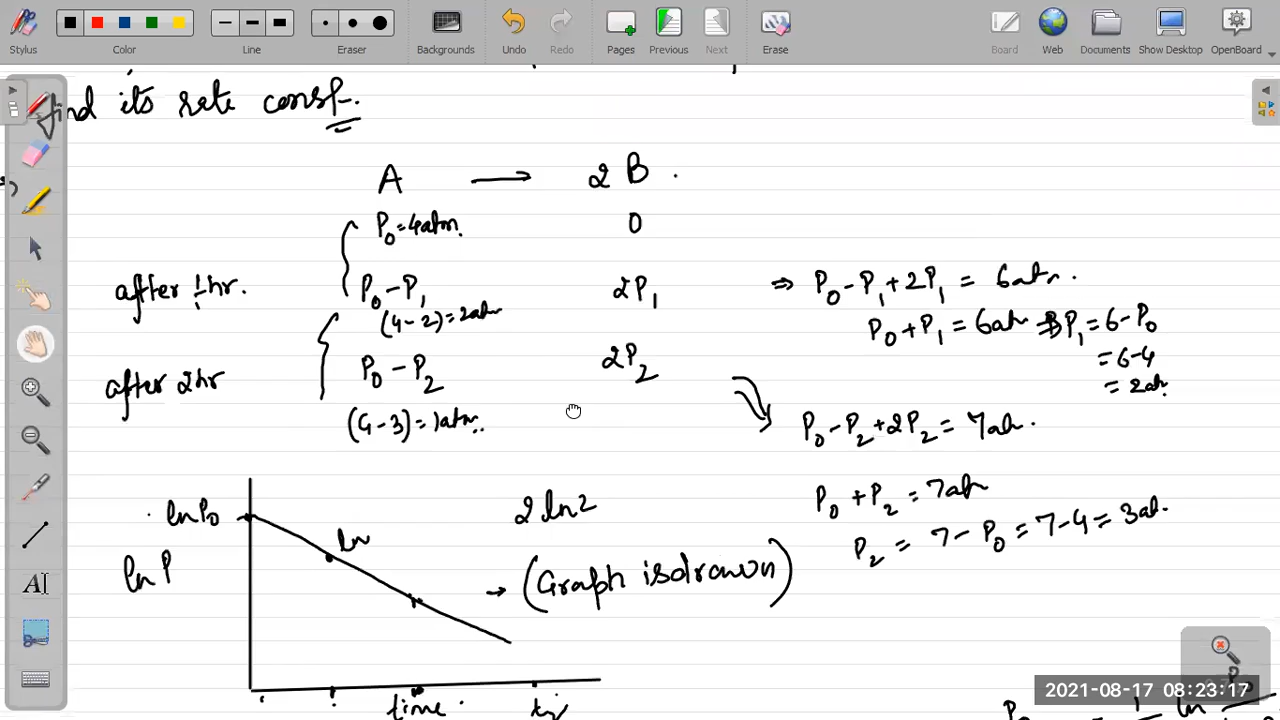 Stylus Color Line Eraser Backgrounds Undo Redo Pages Previous Next Erase Board Web Documents Show Desktop OpenBoard
find its rate const.
A → 2 B .
P₀ = 4atm. 0
after 1hr. P₀ - P₁ 2P₁ ⇒ P₀ - P₁ + 2P₁ = 6atm.
(4-2) = 2atm P₀ + P₁ = 6atm ⇒ P₁ = 6 - P₀
= 6-4
= 2atm
after 2hr P₀ - P₂ 2P₂
(4-3) = 1atm. P₀ - P₂ + 2P₂ = 7atm.
P₀ + P₂ = 7atm
P₂ = 7 - P₀ = 7-4 = 3atm.
ln P₀ 2 ln 2
ln
ln P → (Graph is drawn)
time
2021-08-17 08:23:17